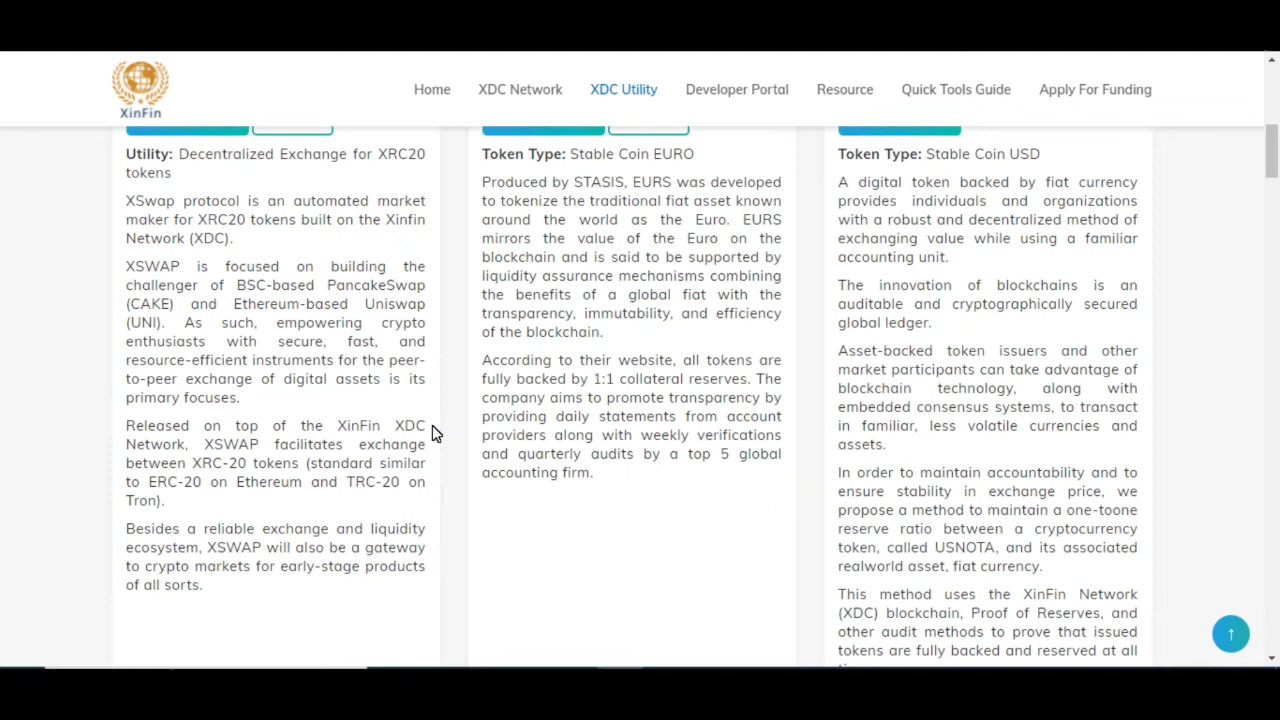 XinFin
Home
XDC Network
XDC Utility
Developer Portal
Resource
Quick Tools Guide
Apply For Funding
Utility: Decentralized Exchange for XRC20
tokens
XSwap protocol is an automated market
maker for XRC20 tokens built on the Xinfin
Network (XDC).
XSWAP is focused on building the
challenger of BSC-based PancakeSwap
(CAKE) and Ethereum-based Uniswap
(UNI). As such, empowering crypto
enthusiasts with secure, fast, and
resource-efficient instruments for the peer-
to-peer exchange of digital assets is its
primary focuses.
Released on top of the XinFin XDC
Network, XSWAP facilitates exchange
between XRC-20 tokens (standard similar
to ERC-20 on Ethereum and TRC-20 on
Tron).
Besides a reliable exchange and liquidity
ecosystem, XSWAP will also be a gateway
to crypto markets for early-stage products
of all sorts.
Token Type: Stable Coin EURO
Produced by STASIS, EURS was developed
to tokenize the traditional fiat asset known
around the world as the Euro. EURS
mirrors the value of the Euro on the
blockchain and is said to be supported by
liquidity assurance mechanisms combining
the benefits of a global fiat with the
transparency, immutability, and efficiency
of the blockchain.
According to their website, all tokens are
fully backed by 1:1 collateral reserves. The
company aims to promote transparency by
providing daily statements from account
providers along with weekly verifications
and quarterly audits by a top 5 global
accounting firm.
Token Type: Stable Coin USD
A digital token backed by fiat currency
provides individuals and organizations
with a robust and decentralized method of
exchanging value while using a familiar
accounting unit.
The innovation of blockchains is an
auditable and cryptographically secured
global ledger.
Asset-backed token issuers and other
market participants can take advantage of
blockchain technology, along with
embedded consensus systems, to transact
in familiar, less volatile currencies and
assets.
In order to maintain accountability and to
ensure stability in exchange price, we
propose a method to maintain a one-toone
reserve ratio between a cryptocurrency
token, called USNOTA, and its associated
realworld asset, fiat currency.
This method uses the XinFin Network
(XDC) blockchain, Proof of Reserves, and
other audit methods to prove that issued
tokens are fully backed and reserved at all